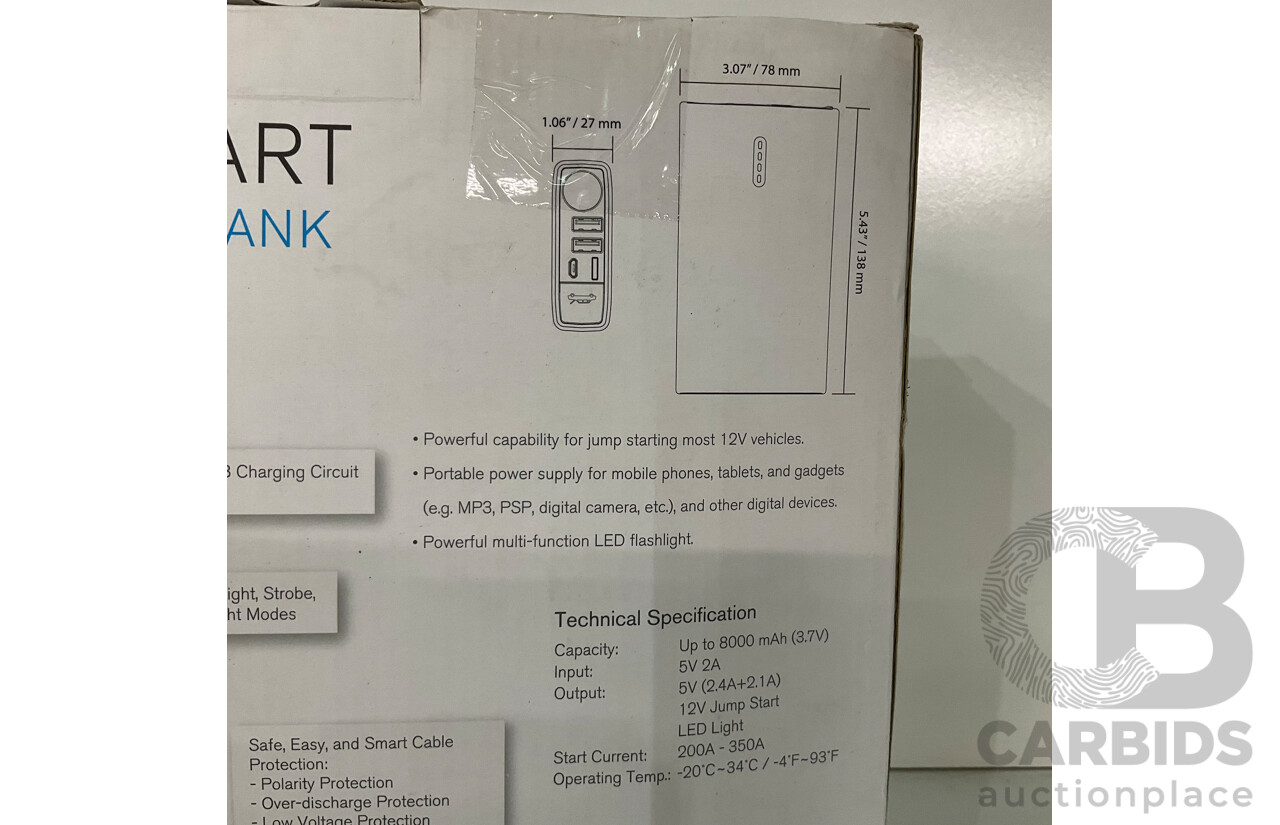 3.07" / 78 mm
1.06" / 27 mm
ART
ANK
5.43" / 138 mm
• Powerful capability for jump starting most 12V vehicles.
• Portable power supply for mobile phones, tablets, and gadgets
(e.g. MP3, PSP, digital camera, etc.), and other digital devices.
• Powerful multi-function LED flashlight.
B Charging Circuit
ight, Strobe,
ht Modes
Technical Specification
Capacity: Up to 8000 mAh (3.7V)
Input: 5V 2A
Output: 5V (2.4A+2.1A)
12V Jump Start
LED Light
Start Current: 200A - 350A
Operating Temp.: -20°C~34°C / -4°F~93°F
Safe, Easy, and Smart Cable
Protection:
- Polarity Protection
- Over-discharge Protection
- Low Voltage Protection
CB
CARBIDS
auctionplace